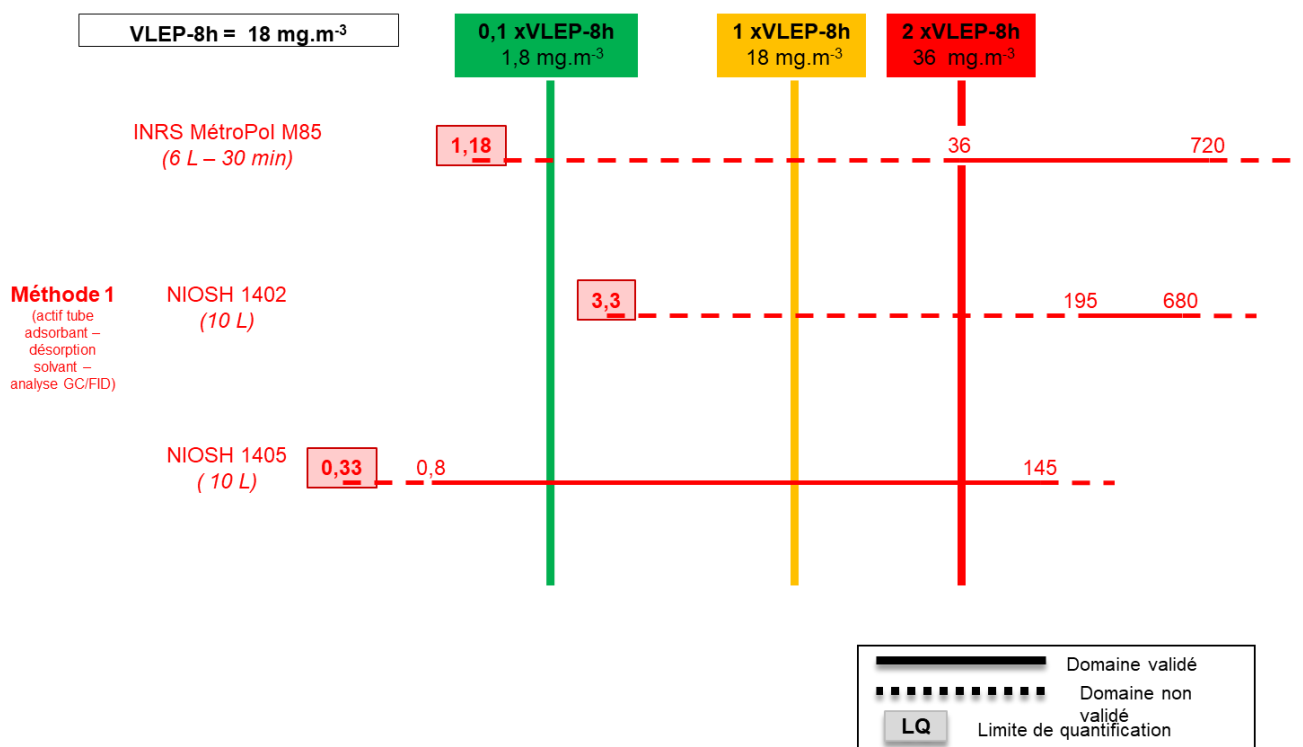 VLEP-8h = 18 mg.m-3
0,1 xVLEP-8h
1,8 mg.m-3
1 xVLEP-8h
18 mg.m-3
2 xVLEP-8h
36 mg.m-3
INRS MétroPol M85
(6 L – 30 min)
1,18
36
720
Méthode 1
(actif tube
adsorbant –
désorption
solvant –
analyse GC/FID)
NIOSH 1402
(10 L)
3,3
195
680
NIOSH 1405
( 10 L)
0,33
0,8
145
Domaine validé
Domaine non
validé
LQ
Limite de quantification